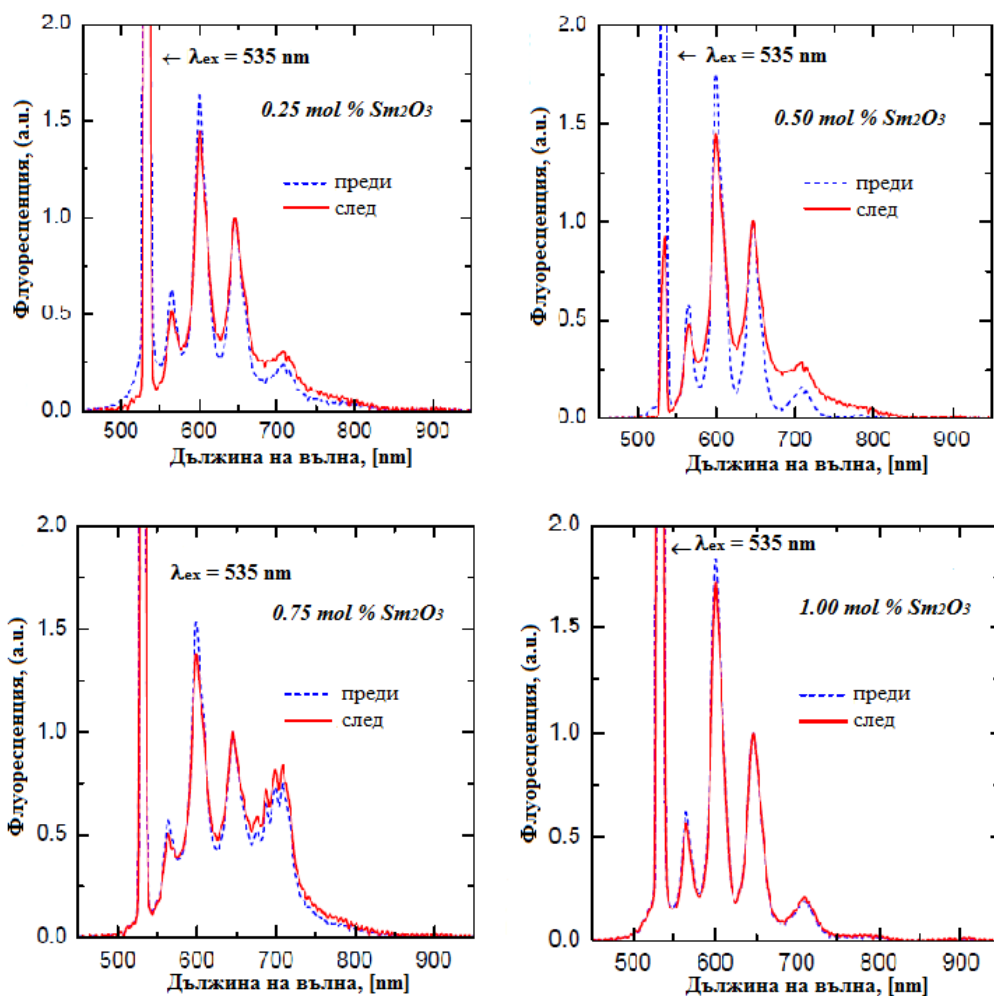 2.0
← λex = 535 nm
0.25 mol % Sm2O3
1.5
преди
след
1.0
0.5
0.0
500 600 700 800 900
Дължина на вълна, [nm]
Флуоресценция, (a.u.)
2.0
← λex = 535 nm
0.50 mol % Sm2O3
1.5
преди
след
1.0
0.5
0.0
500 600 700 800 900
Дължина на вълна, [nm]
Флуоресценция, (a.u.)
2.0
λex = 535 nm
0.75 mol % Sm2O3
1.5
преди
след
1.0
0.5
0.0
500 600 700 800 900
Дължина на вълна, [nm]
Флуоресценция, (a.u.)
2.0
← λex = 535 nm
1.00 mol % Sm2O3
1.5
преди
след
1.0
0.5
0.0
500 600 700 800 900
Дължина на вълна, [nm]
Флуоресценция, (a.u.)